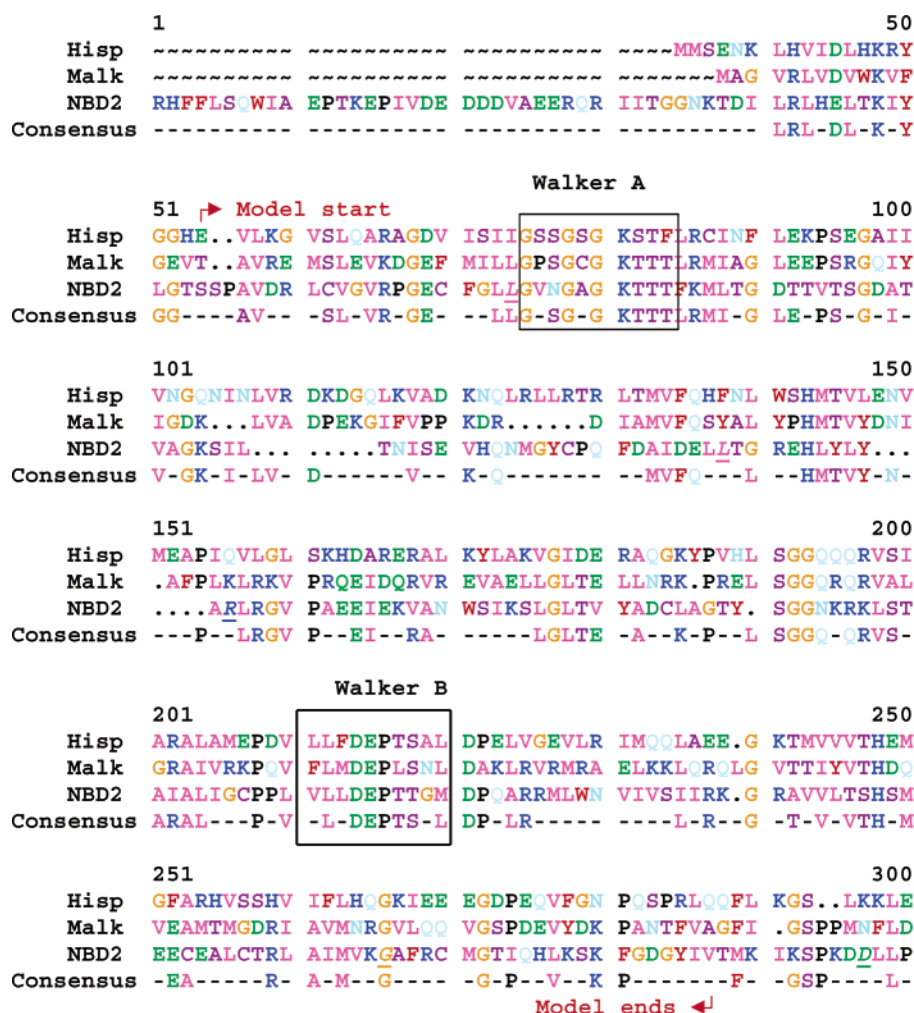 1 50
Hisp ~~~~~~~~~~ ~~~~~~~~~~ ~~~~~~~~~~ ~~~~MMSENK LHVIDLHKRY
Malk ~~~~~~~~~~ ~~~~~~~~~~ ~~~~~~~~~~ ~~~~~~~MAG VRLVDVWKVF
NBD2 RHFFLSQWIA EPTKEPIVDE DDDVAEERQR IITGGNKTDI LRLHELTKIY
Consensus ---------- ---------- ---------- ---------- LRL-DL-K-Y
Walker A
51 Model start 100
Hisp GGHE..VLKG VSLQARAGDV ISIIGSSGSG KSTFLRCINF LEKPSEGAII
Malk GEVT..AVRE MSLEVKDGEF MILLGPSGCG KTTTLRMIAG LEEPSRGQIY
NBD2 LGTSSPAVDR LCVGVRPGEC FGLLGVNGAG KTTTFKMLTG DTTVTSGDAT
Consensus GG----AV-- -SL-VR-GE- --LLG-SG-G KTTTLRMI-G LE-PS-G-I-
101 150
Hisp VNGQNINLVR DKDGQLKVAD KNQLRLLRTR LTMVFQHFNL WSHMTVLENV
Malk IGDK...LVA DPEKGIFVPP KDR......D IAMVFQSYAL YPHMTVYDNI
NBD2 VAGKSIL... .....TNISE VHQNMGYCPQ FDAIDELLTG REHLYLY...
Consensus V-GK-I-LV- D-----V-- K-Q------- --MVFQ---L --HMTVY-N-
151 200
Hisp MEAPIQVLGL SKHDARERAL KYLAKVGIDE RAQGKYPVHL SGGQQQRVSI
Malk .AFPLKLRKV PRQEIDQRVR EVAELLGLTE LLNRK.PREL SGGQRQRVAL
NBD2 ....ARLRGV PAEEIEKVAN WSIKSLGLTV YADCLAGTY. SGGNKRKLST
Consensus ---P--LRGV P--EI--RA- -----LGLTE -A--K-P--L SGGQ-QRVS-
Walker B
201 250
Hisp ARALAMEPDV LLFDEPTSAL DPELVGEVLR IMQQLAEE.G KTMVVVTHEM
Malk GRAIVRKPQV FLMDEPLSNL DAKLRVRMRA ELKKLQRQLG VTTIYVTHDQ
NBD2 AIALIGCPPL VLLDEPTTGM DPQARRMLWN VIVSIIRK.G RAVVLTSHSM
Consensus ARAL---P-V -L-DEPTS-L DP-LR----- ----L-R--G -T-V-VTH-M
251 300
Hisp GFARHVSSHV IFLHQGKIEE EGDPEQVFGN PQSPRLQQFL KGS..LKKLE
Malk VEAMTMGDRI AVMNRGVLQQ VGSPDEVYDK PANTFVAGFI .GSPPMNFLD
NBD2 EECEALCTRL AIMVKGAFRC MGTIQHLKSK FGDGYIVTMK IKSPKDDLLP
Consensus -EA-----R- A-M--G---- -G-P--V--K P------F- -GSP----L-
Model ends